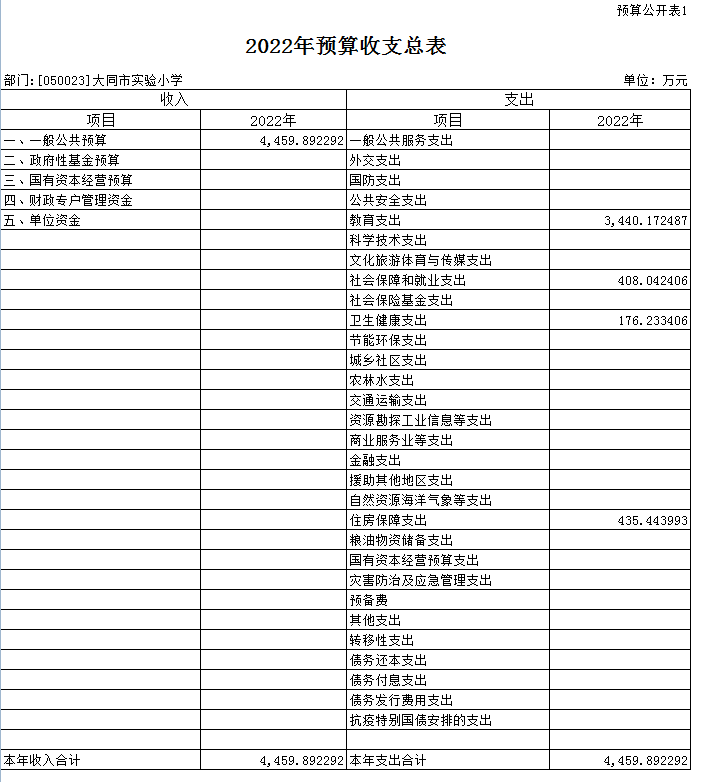 预算公开表1
2022年预算收支总表
部门:[050023]大同市实验小学 单位：万元
收入 支出
项目 2022年 项目 2022年
一、一般公共预算 4,459.892292 一般公共服务支出
二、政府性基金预算 外交支出
三、国有资本经营预算 国防支出
四、财政专户管理资金 公共安全支出
五、单位资金 教育支出 3,440.172487
科学技术支出
文化旅游体育与传媒支出
社会保障和就业支出 408.042406
社会保险基金支出
卫生健康支出 176.233406
节能环保支出
城乡社区支出
农林水支出
交通运输支出
资源勘探工业信息等支出
商业服务业等支出
金融支出
援助其他地区支出
自然资源海洋气象等支出
住房保障支出 435.443993
粮油物资储备支出
国有资本经营预算支出
灾害防治及应急管理支出
预备费
其他支出
转移性支出
债务还本支出
债务付息支出
债务发行费用支出
抗疫特别国债安排的支出
本年收入合计 4,459.892292 本年支出合计 4,459.892292